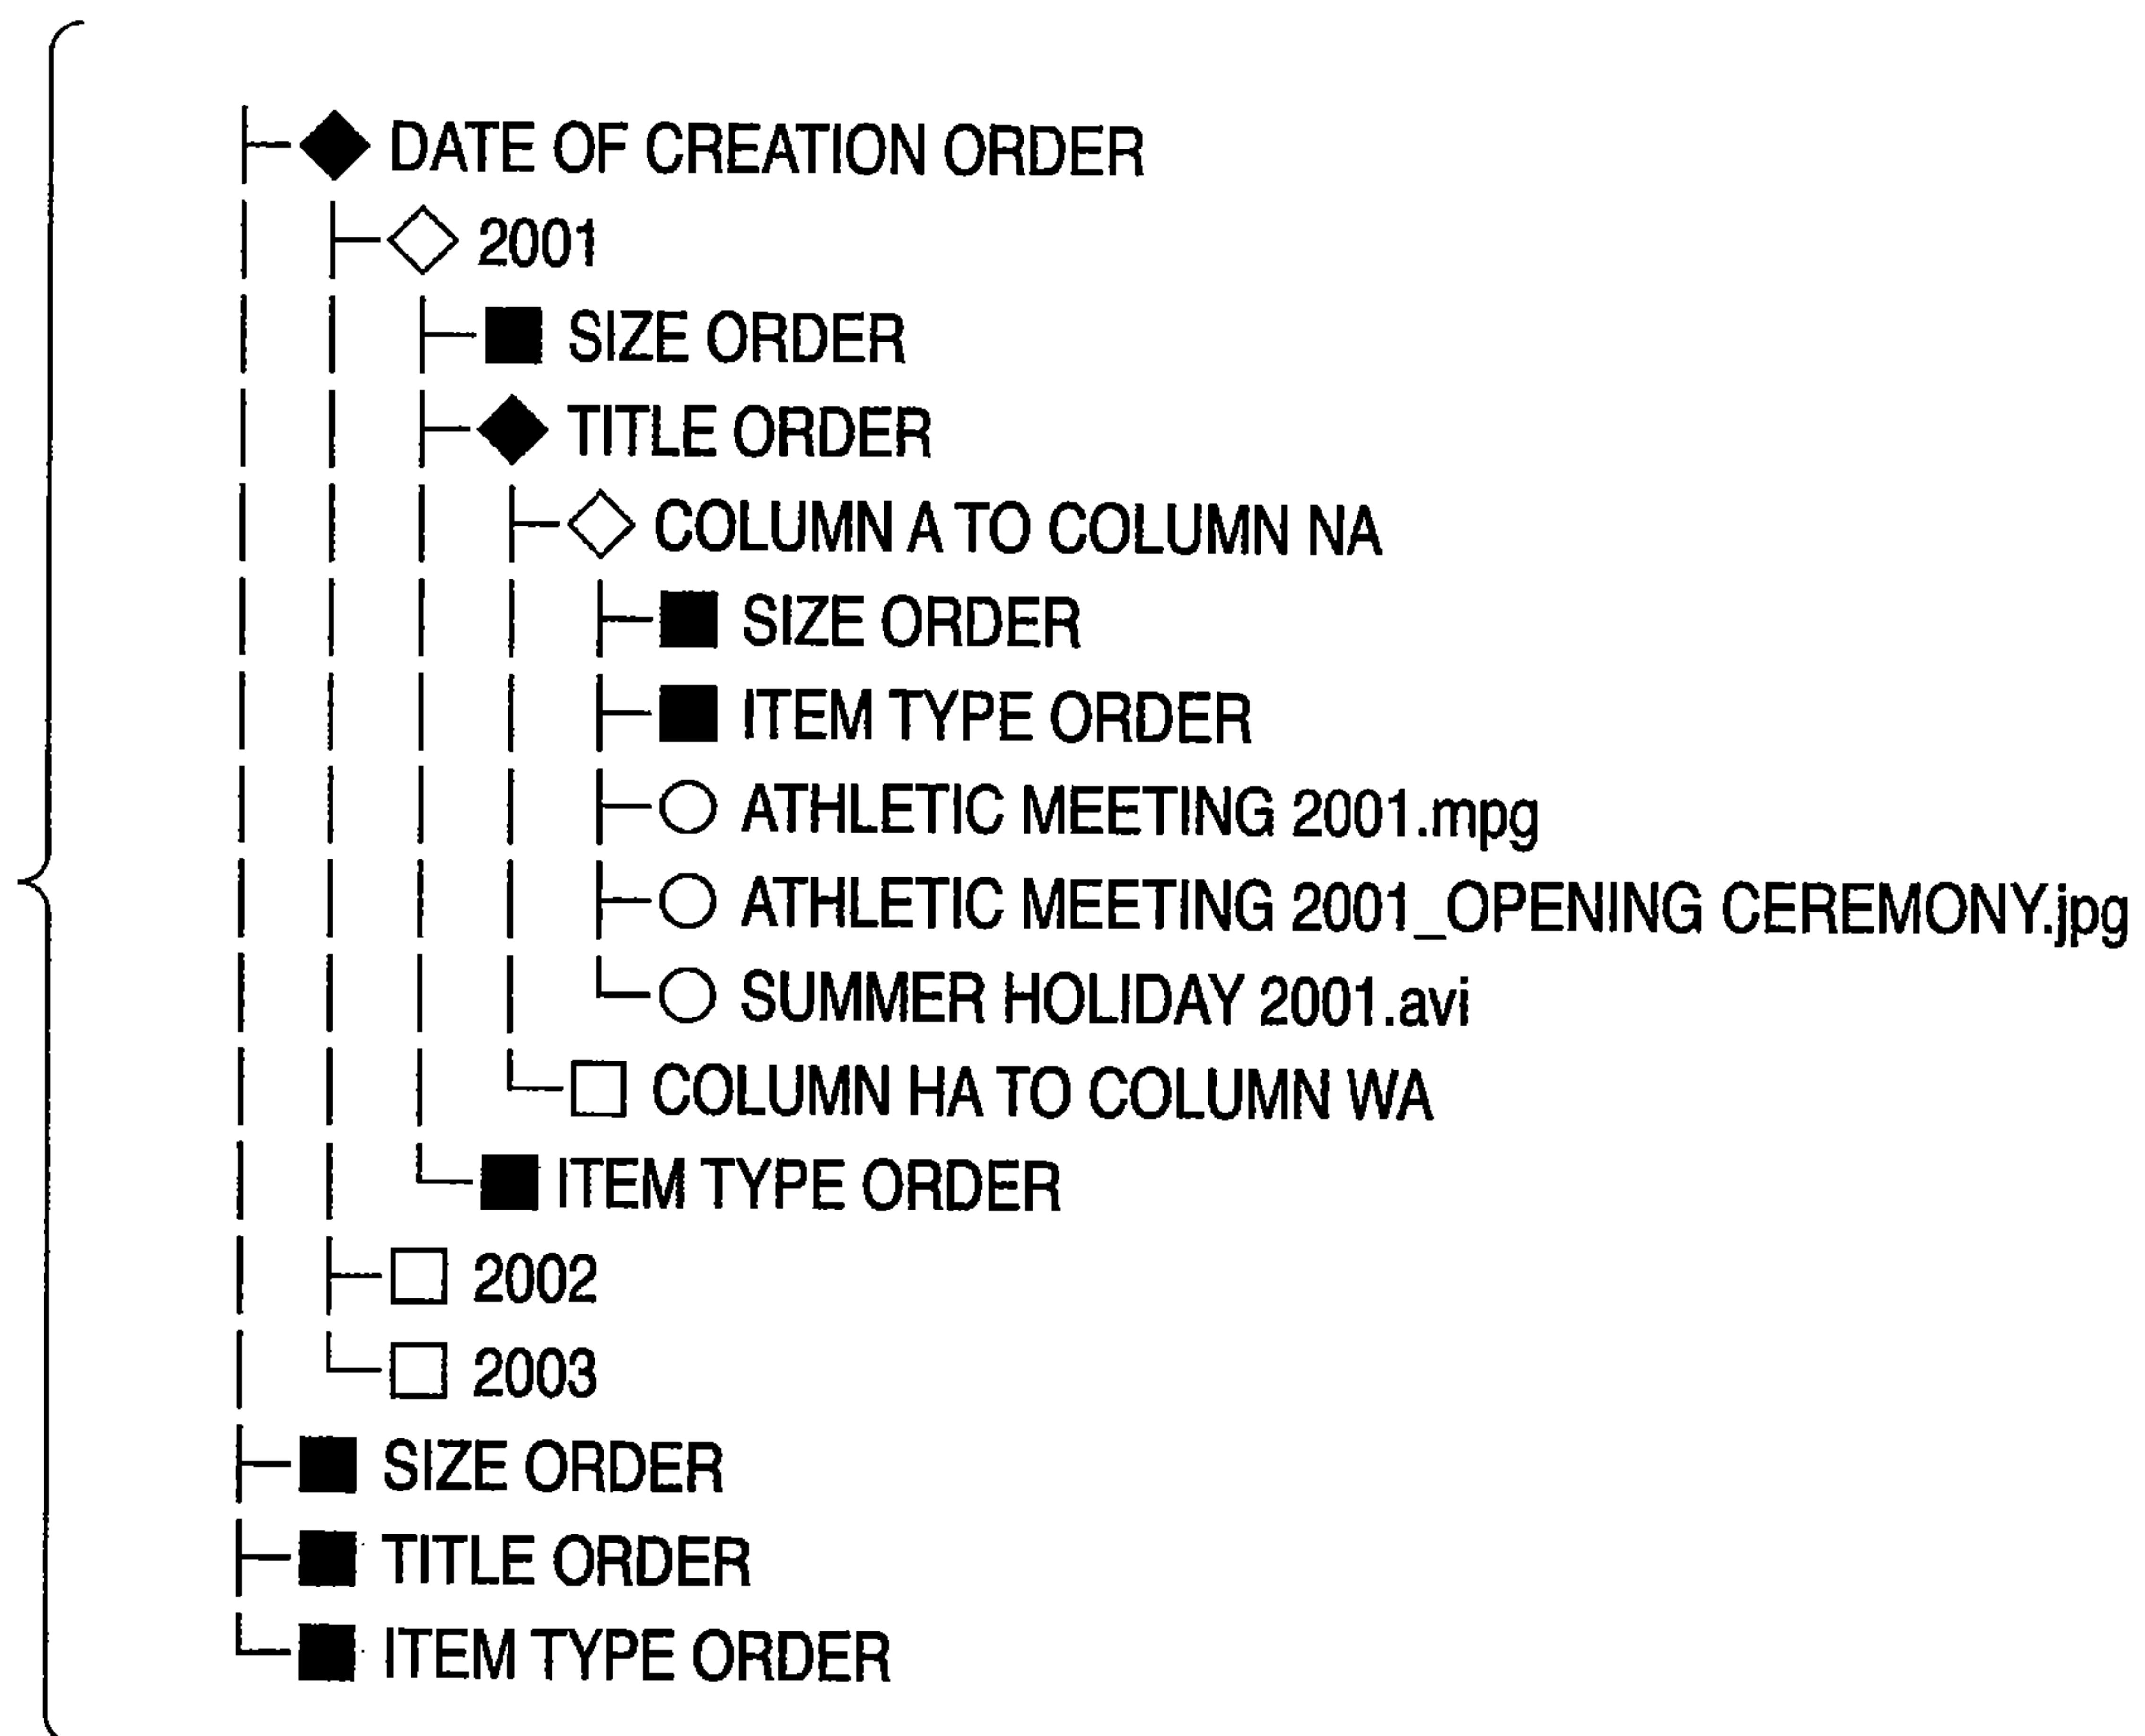 DATE OF CREATION ORDER
2001
SIZE ORDER
TITLE ORDER
COLUMN A TO COLUMN NA
SIZE ORDER
ITEM TYPE ORDER
ATHLETIC MEETING 2001.mpg
ATHLETIC MEETING 2001_OPENING CEREMONY.jpg
SUMMER HOLIDAY 2001.avi
COLUMN HA TO COLUMN WA
ITEM TYPE ORDER
2002
2003
SIZE ORDER
TITLE ORDER
ITEM TYPE ORDER